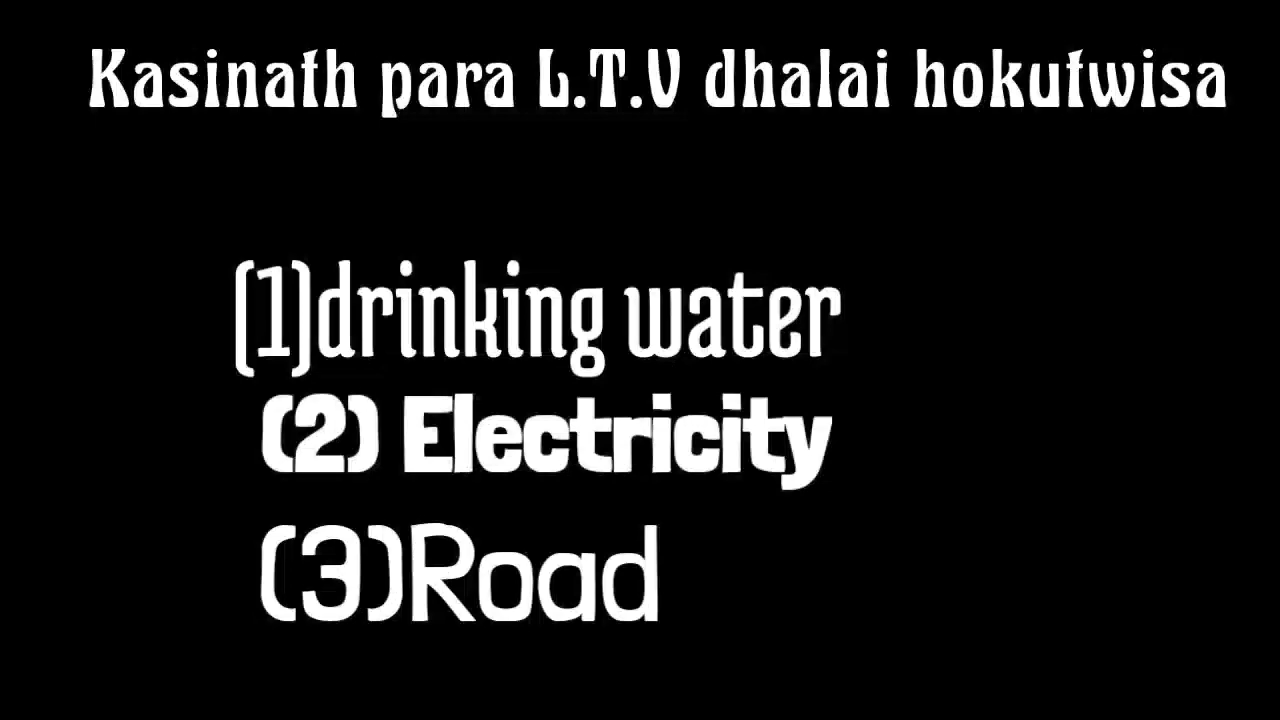 Kasinath para L.T.V dhalai hokutwisa
(1)drinking water
(2) Electricity
(3)Road